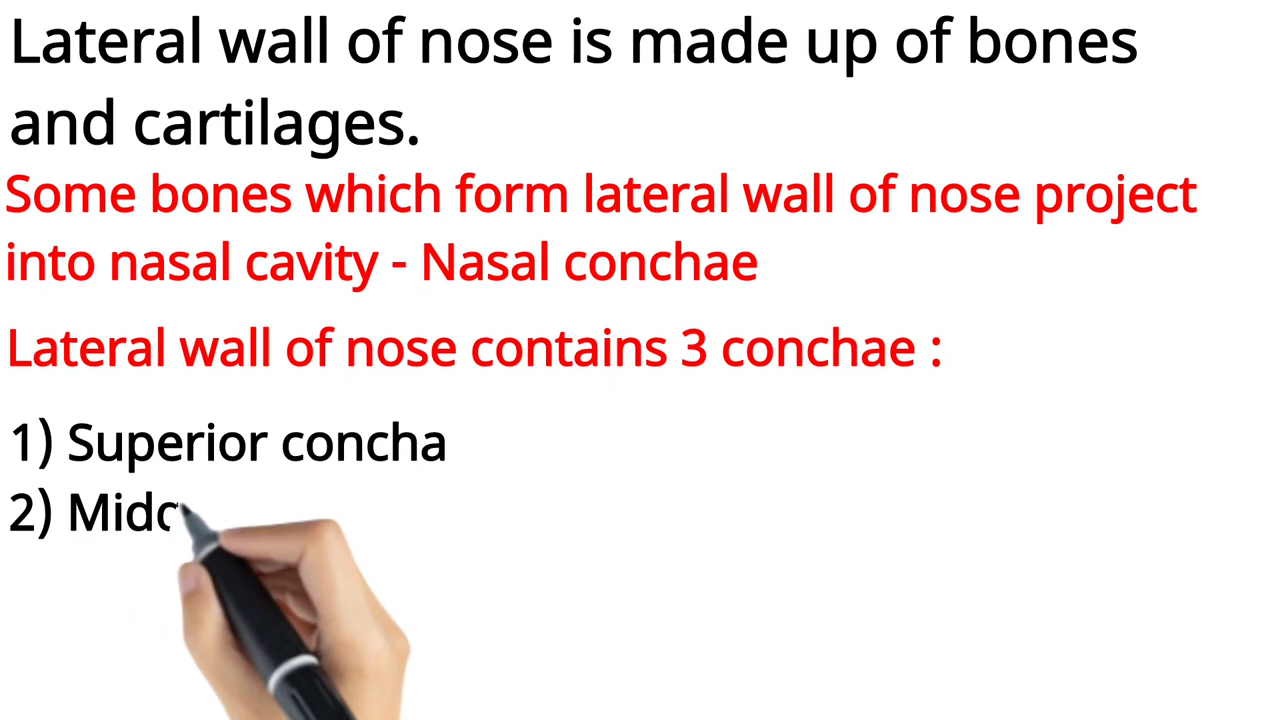 Lateral wall of nose is made up of bones
and cartilages.
Some bones which form lateral wall of nose project
into nasal cavity - Nasal conchae
Lateral wall of nose contains 3 conchae :
1) Superior concha
2)